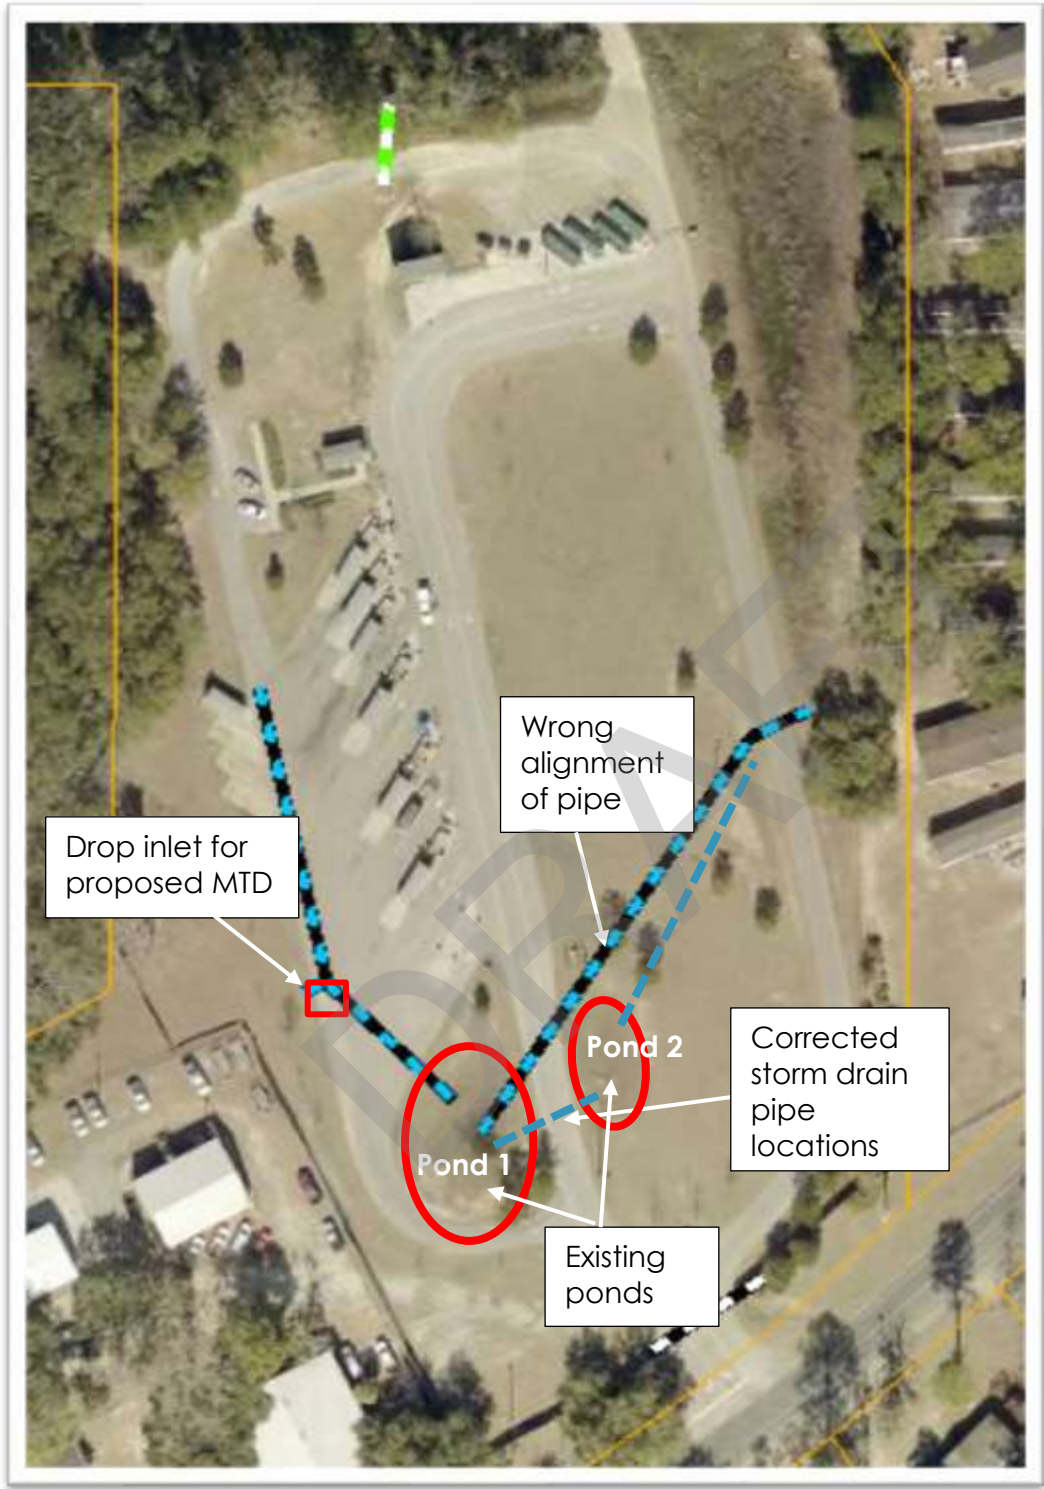 Wrong
alignment
of pipe
Drop inlet for
proposed MTD
Pond 2
Corrected
storm drain
pipe
locations
Pond 1
Existing
ponds
DRAF